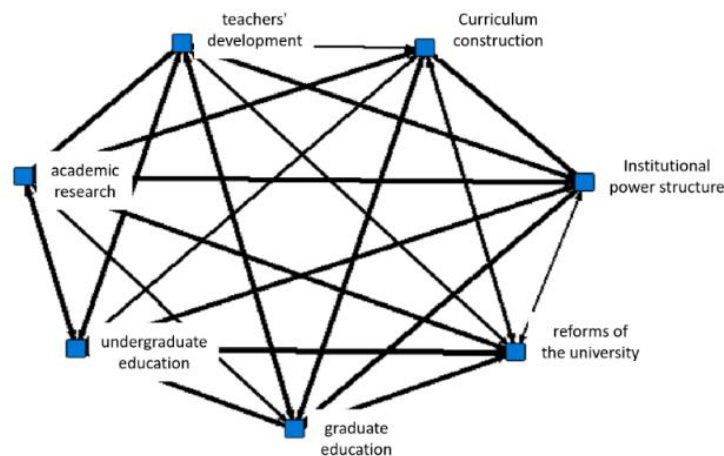 teachers'
development
Curriculum
construction
academic
research
Institutional
power structure
undergraduate
education
reforms of
the university
graduate
education